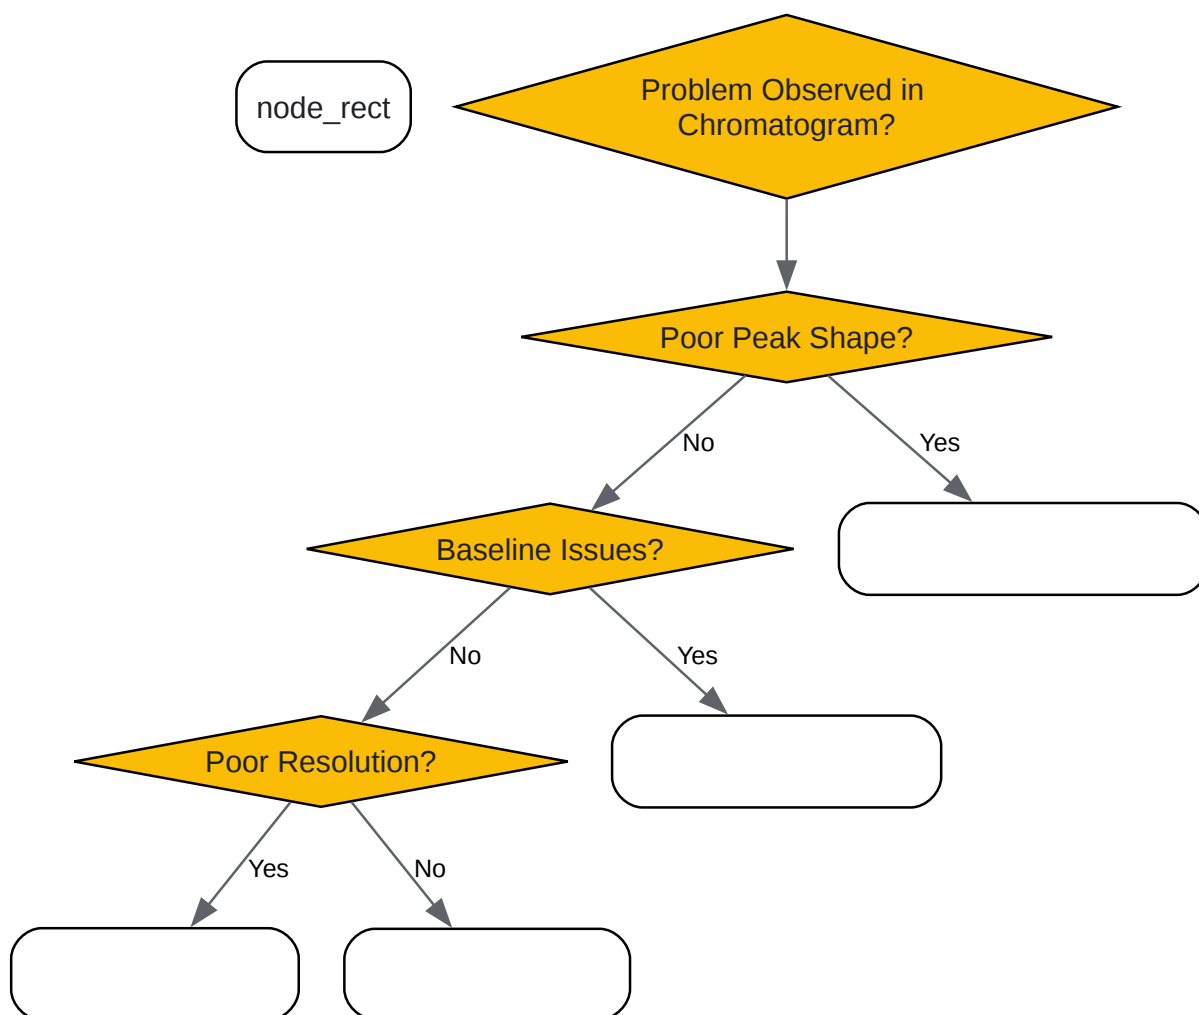 node_rect
Problem Observed in
Chromatogram?
Poor Peak Shape?
No
Yes
Baseline Issues?
No
Yes
Poor Resolution?
Yes
No